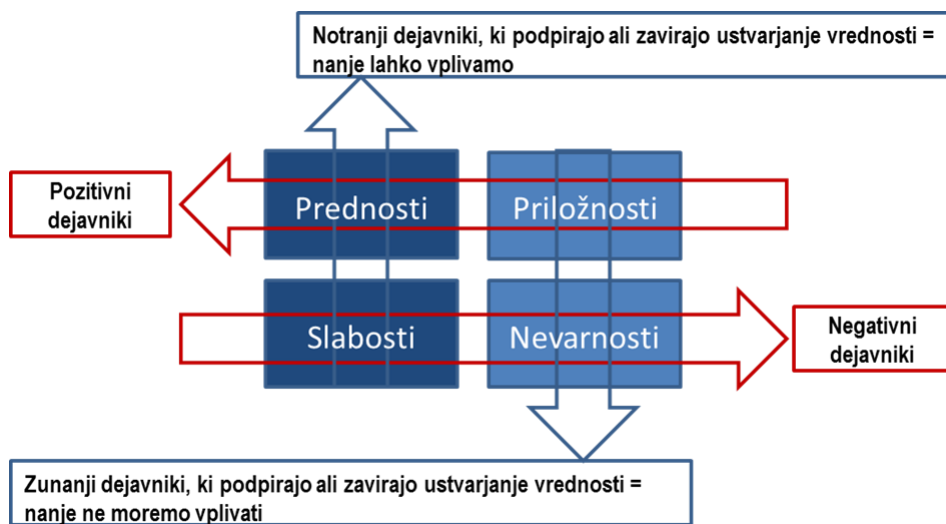 Notranji dejavniki, ki podpirajo ali zavirajo ustvarjanje vrednosti =
nanje lahko vplivamo
Pozitivni
dejavniki
Prednosti
Priložnosti
Slabosti
Nevarnosti
Negativni
dejavniki
Zunanji dejavniki, ki podpirajo ali zavirajo ustvarjanje vrednosti =
nanje ne moremo vplivati